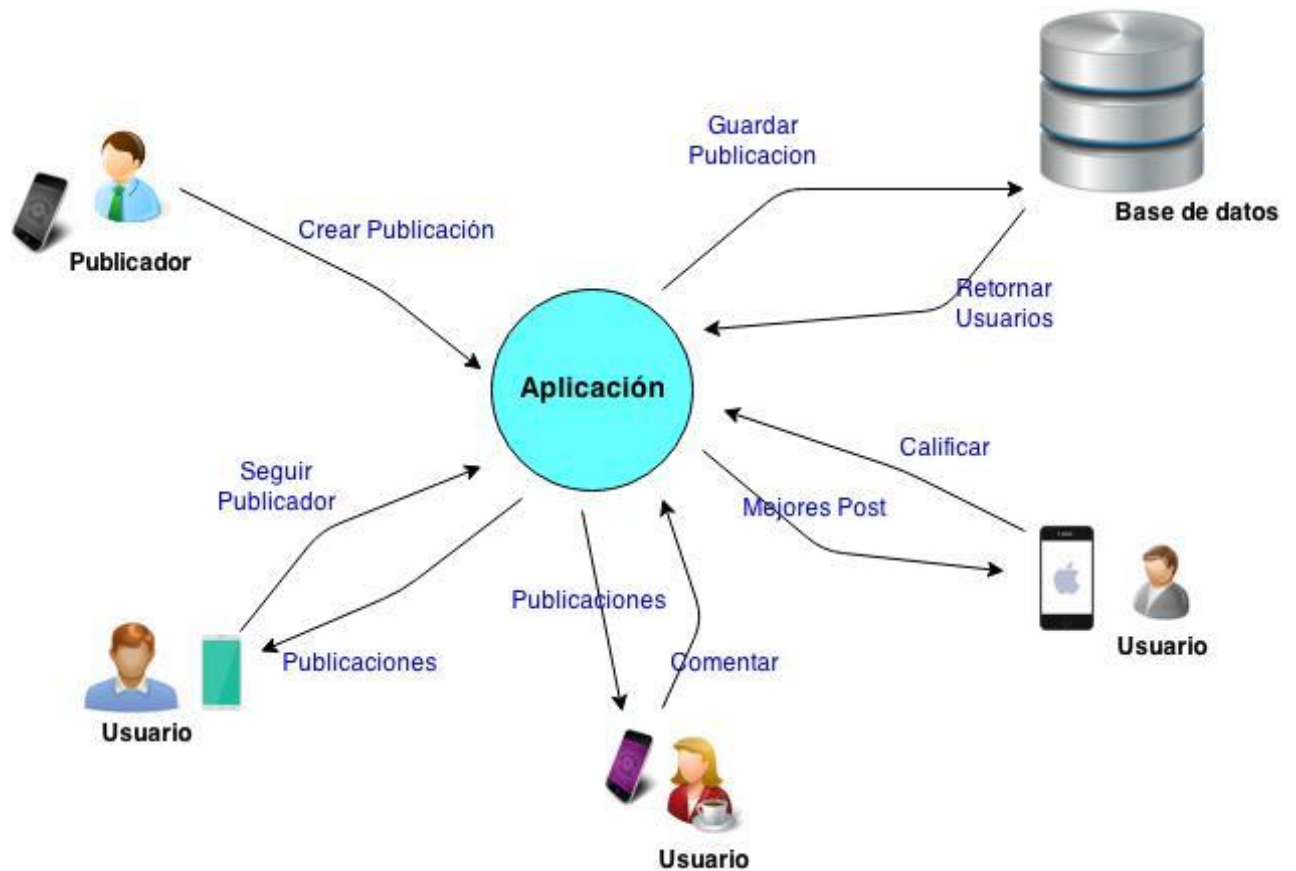 Guardar
Publicacion
Base de datos
Crear Publicación
Publicador
Retornar
Usuarios
Aplicación
Calificar
Seguir
Publicador
Mejores Post
Publicaciones
Usuario
Publicaciones
Comentar
Usuario
Usuario